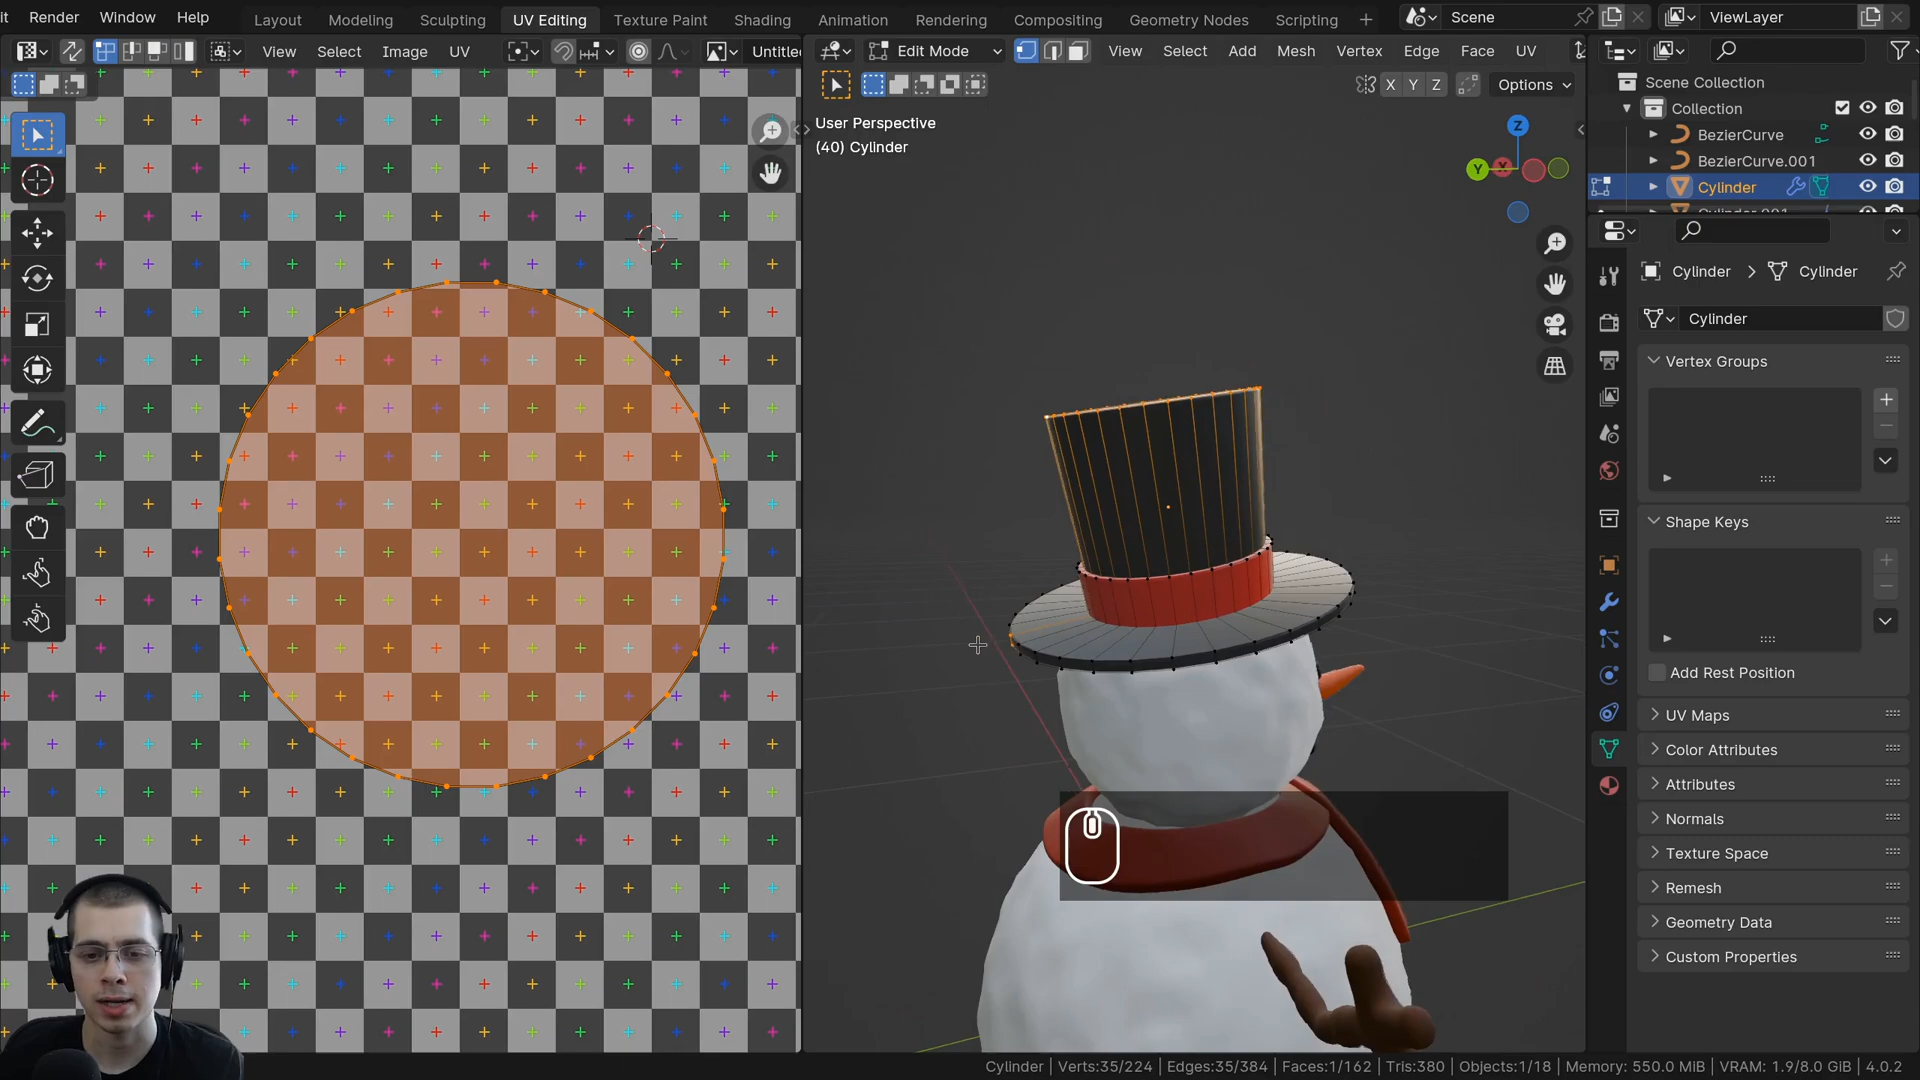 Render Window Help Layout Modeling Sculpting UV Editing Texture Paint Shading Animation Rendering Compositing Geometry Nodes Scripting + Scene ViewLayer
View Select Image UV Untitle Edit Mode View Select Add Mesh Vertex Edge Face UV
X Y Z Options
User Perspective
(40) Cylinder
Z
Y X
Scene Collection
Collection
BezierCurve
BezierCurve.001
Cylinder
Cylinder.001
Cylinder > Cylinder
Cylinder
Vertex Groups
Shape Keys
Add Rest Position
UV Maps
Color Attributes
Attributes
Normals
Texture Space
Remesh
Geometry Data
Custom Properties
Cylinder | Verts:35/224 | Edges:35/384 | Faces:1/162 | Tris:380 | Objects:1/18 | Memory: 550.0 MiB | VRAM: 1.9/8.0 GiB | 4.0.2